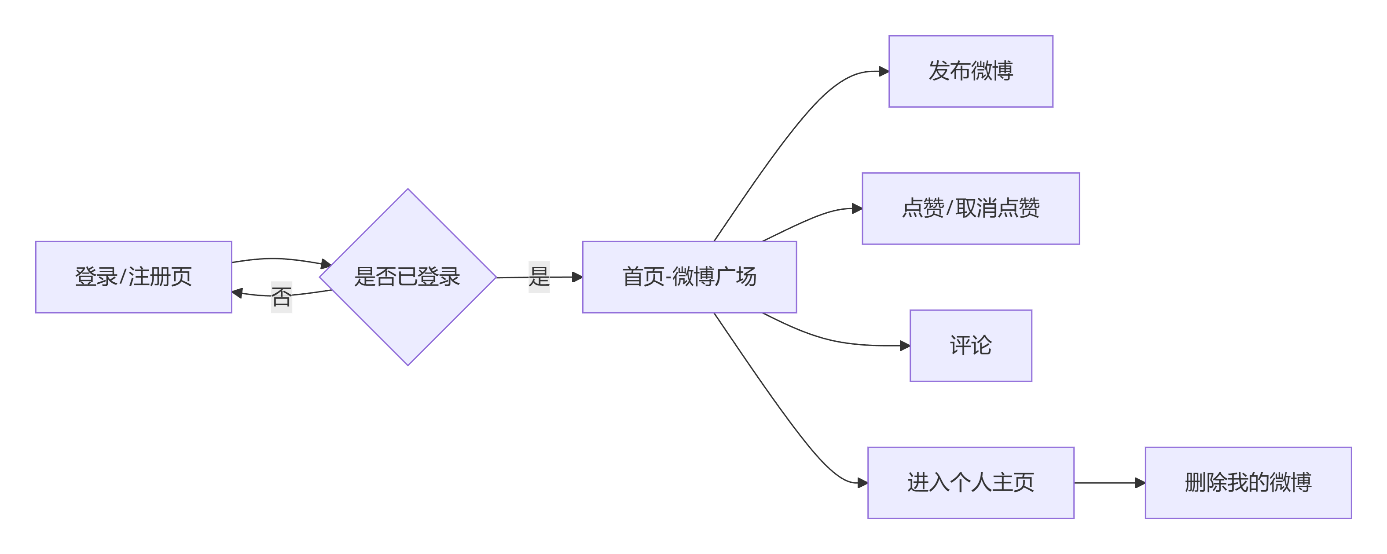 登录/注册页
是否已登录
否
是
首页-微博广场
发布微博
点赞/取消点赞
评论
进入个人主页
删除我的微博